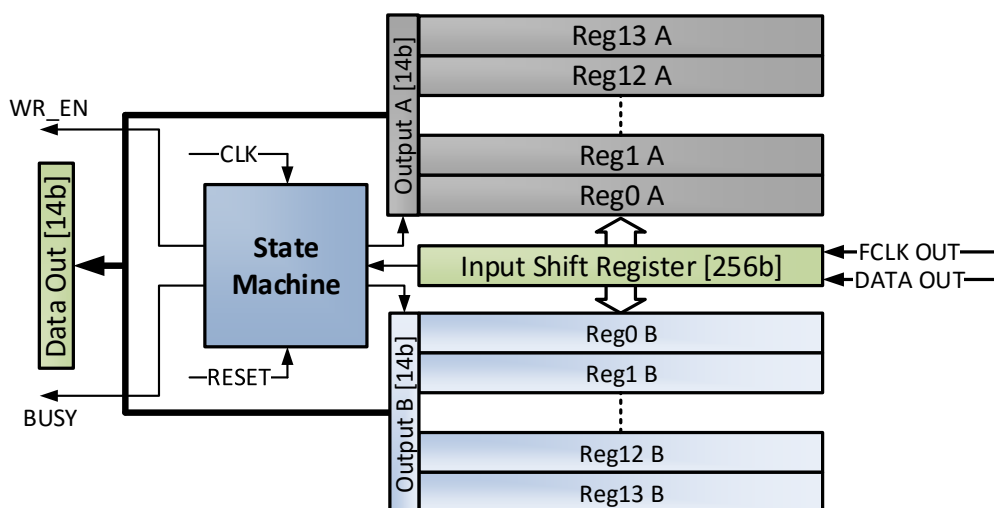 Reg13 A
Reg12 A
Output A [14b]
Reg1 A
Reg0 A
WR_EN
CLK
State
Machine
Input Shift Register [256b]
FCLK OUT
DATA OUT
Data Out [14b]
RESET
BUSY
Reg0 B
Reg1 B
Output B [14b]
Reg12 B
Reg13 B